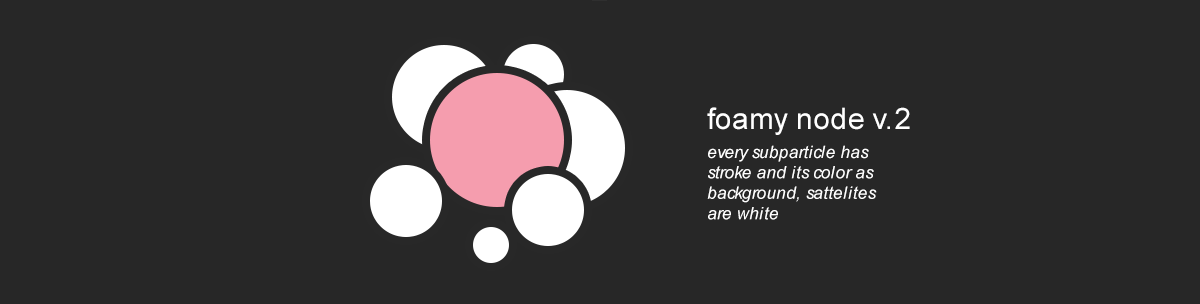 foamy node v.2
every subparticle has
stroke and its color as
background, sattelites
are white